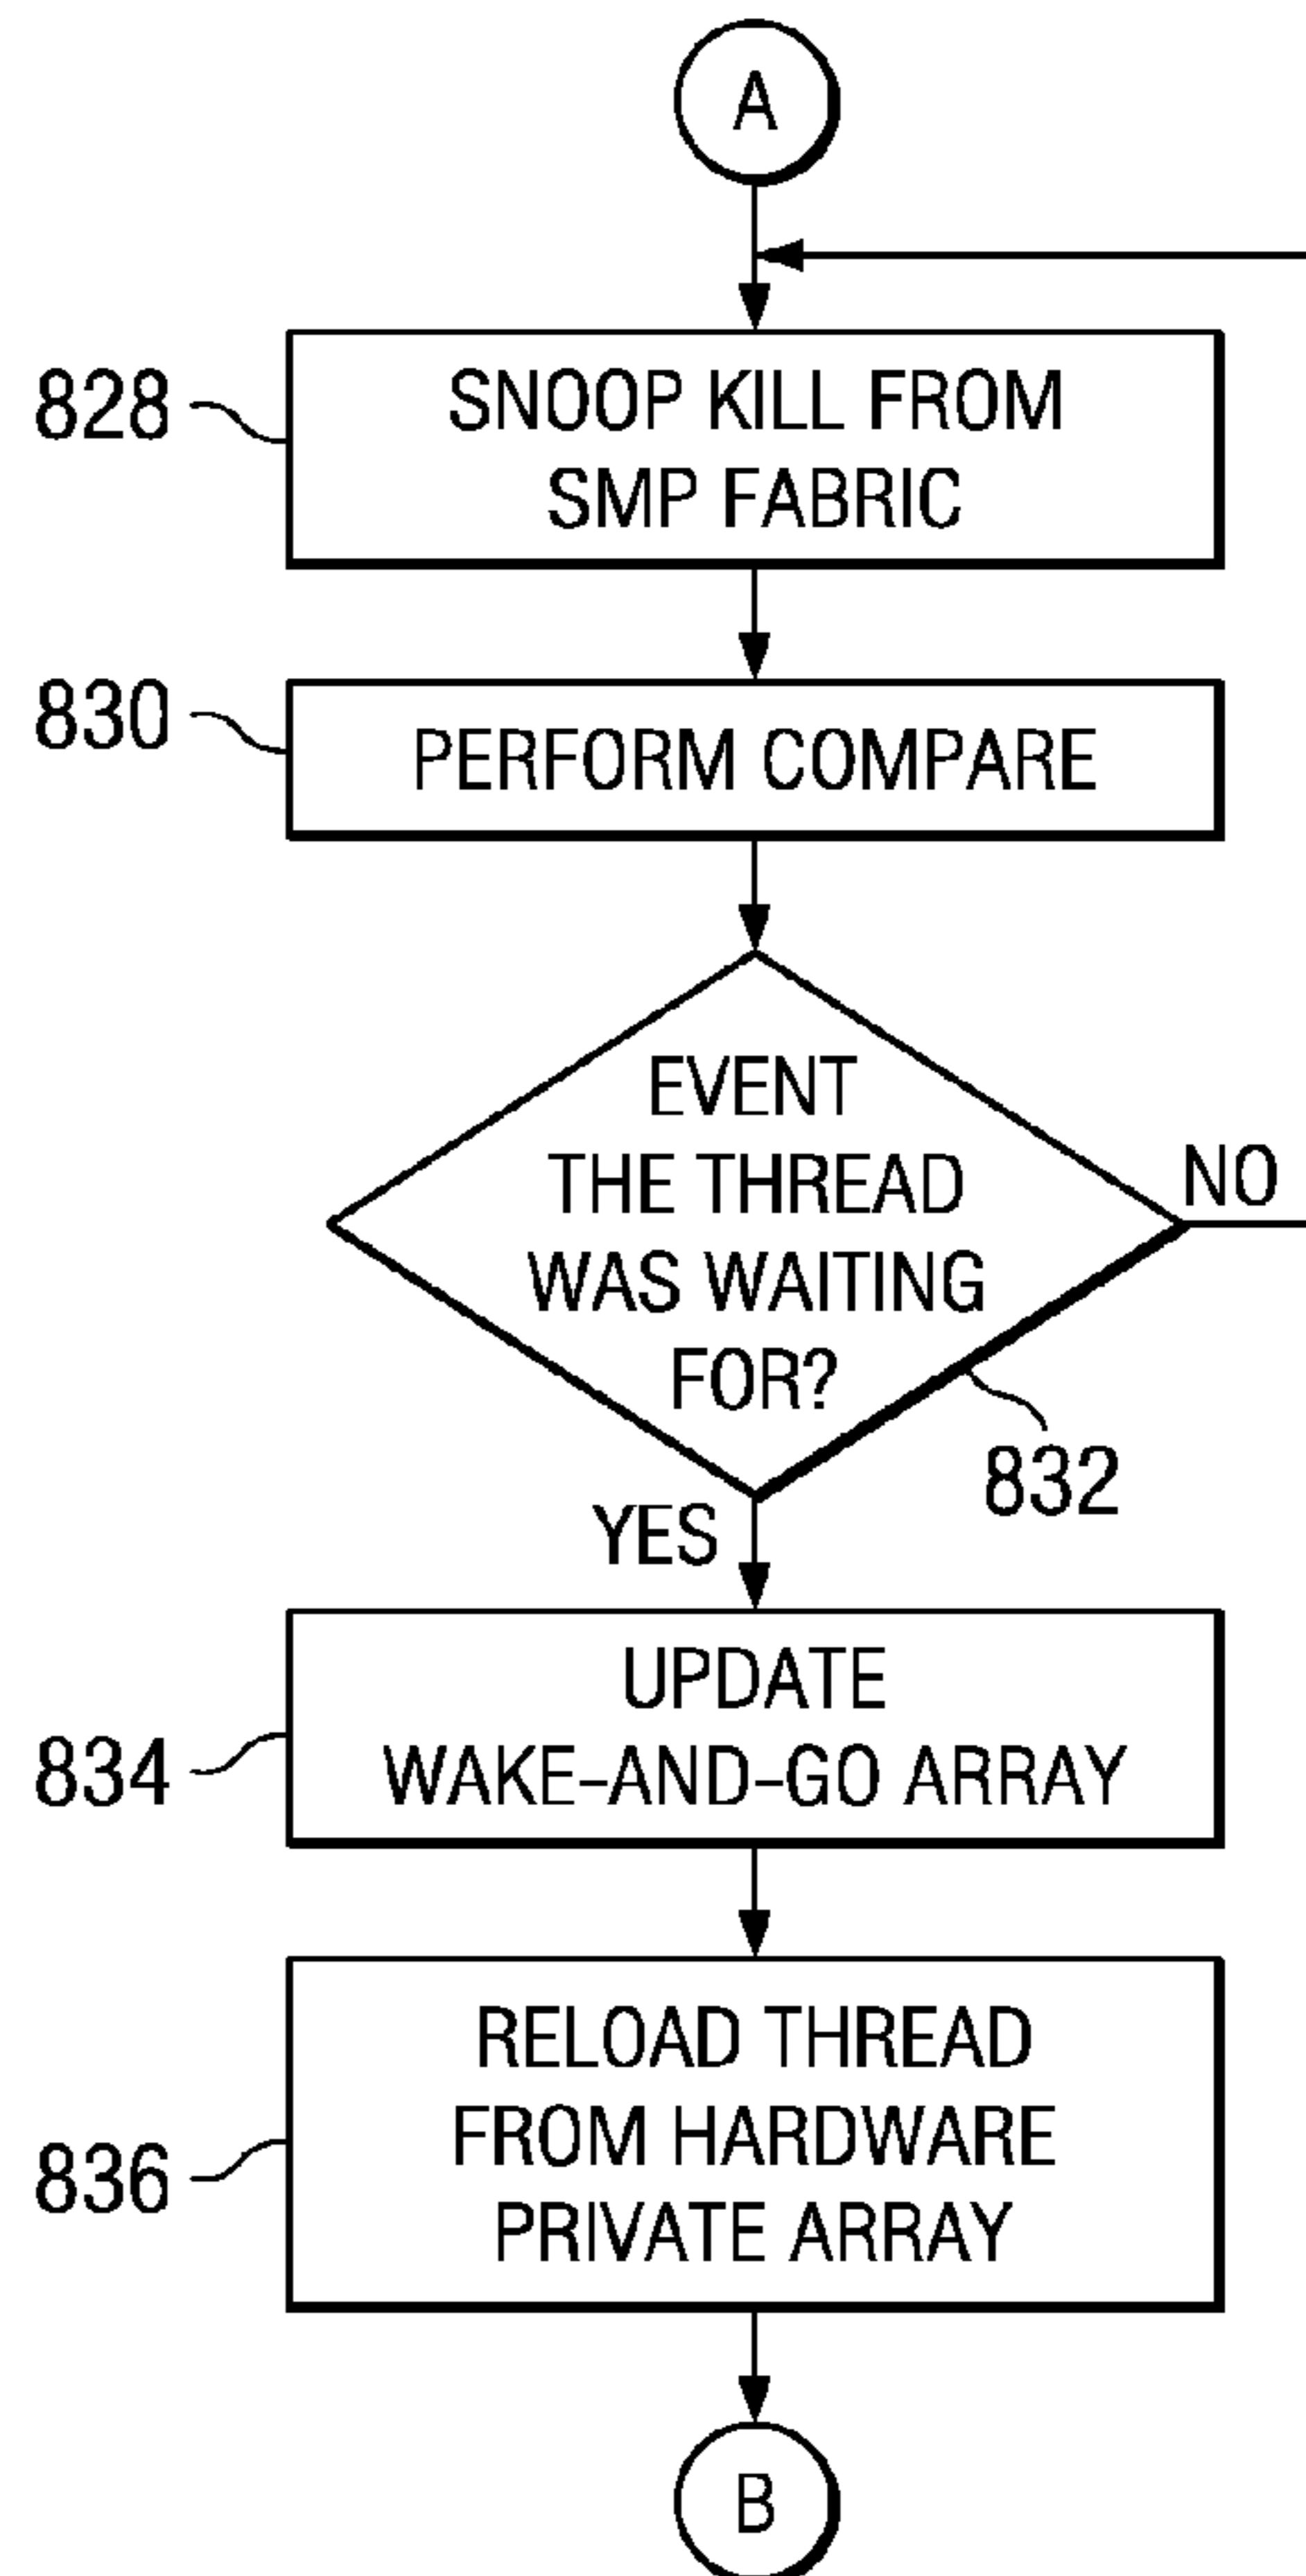 A
828
SNOOP KILL FROM
SMP FABRIC
830
PERFORM COMPARE
EVENT
THE THREAD
WAS WAITING
FOR?
NO
832
YES
834
UPDATE
WAKE-AND-GO ARRAY
836
RELOAD THREAD
FROM HARDWARE
PRIVATE ARRAY
B